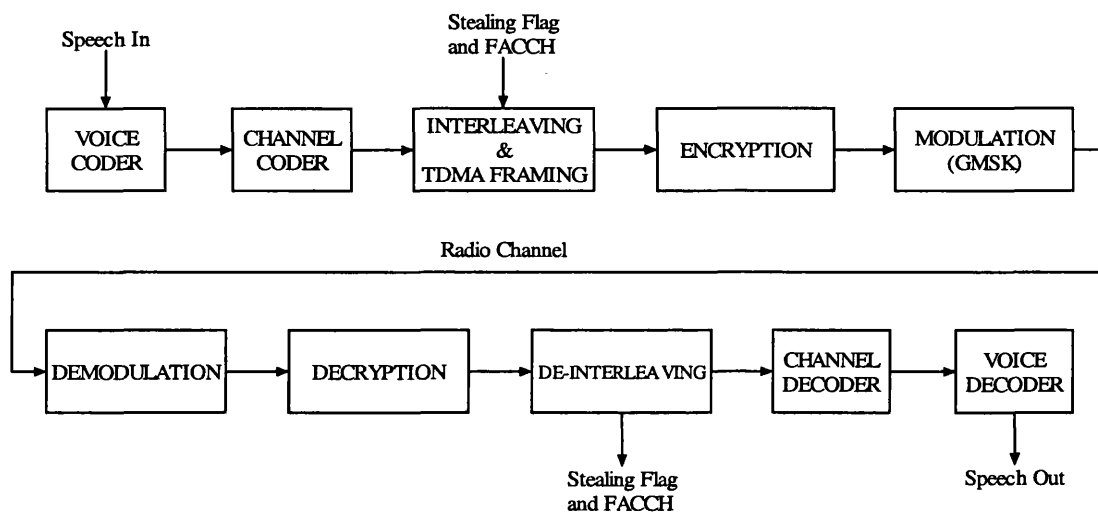 Speech In
Stealing Flag
and FACCH
VOICE
CODER
CHANNEL
CODER
INTERLEAVING
&
TDMA FRAMING
ENCRYPTION
MODULATION
(GMSK)
Radio Channel
DEMODULATION
DECRYPTION
DE-INTERLEAVING
CHANNEL
DECODER
VOICE
DECODER
Stealing Flag
and FACCH
Speech Out